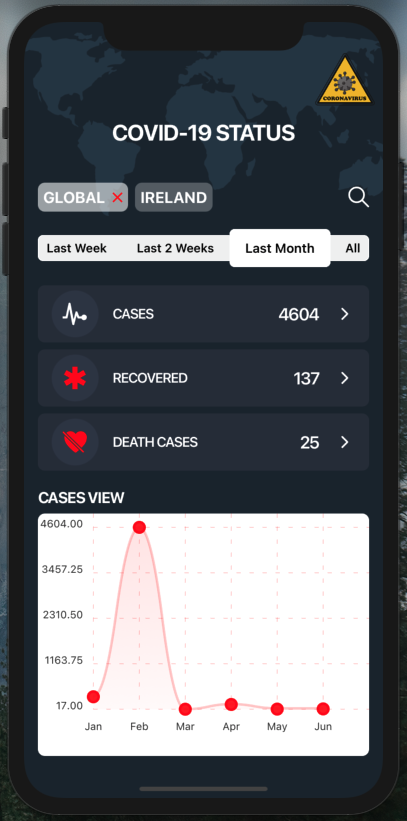 CORONAVIRUS
COVID-19 STATUS
GLOBAL × IRELAND
Last Week Last 2 Weeks Last Month All
CASES 4604
RECOVERED 137
DEATH CASES 25
CASES VIEW
4604.00
3457.25
2310.50
1163.75
17.00
Jan Feb Mar Apr May Jun